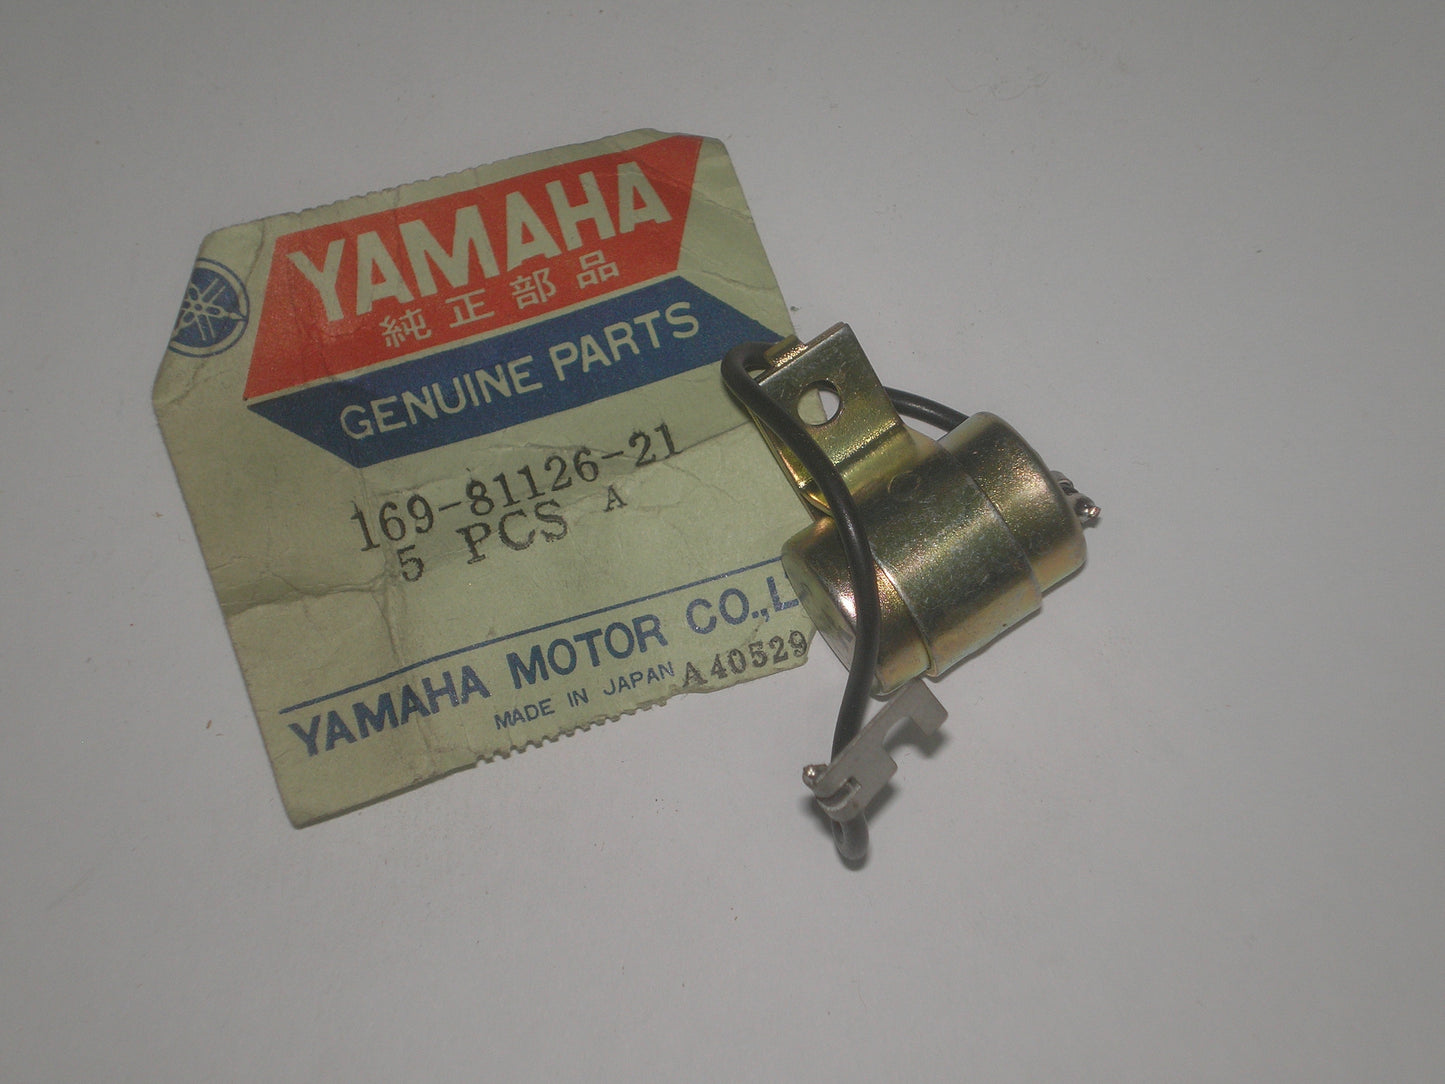 YAMAHA
純正部品
GENUINE PARTS
169-81126-21
5 PCS A
YAMAHA MOTOR CO.,L
MADE IN JAPAN A40529